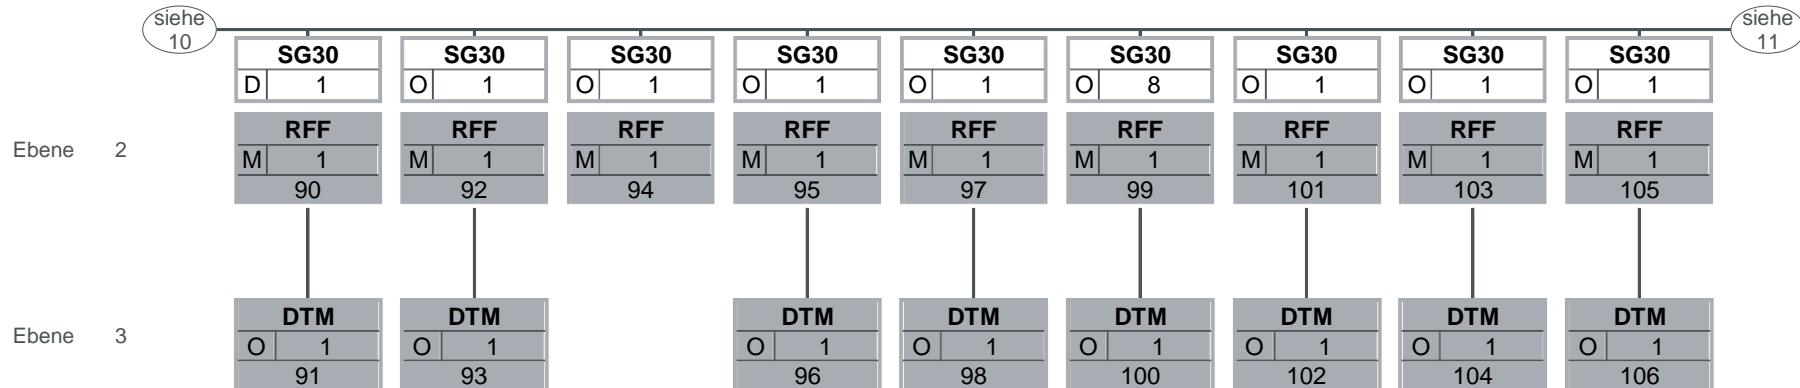 siehe 10
siehe 11
SG30 SG30 SG30 SG30 SG30 SG30 SG30 SG30 SG30
D 1 O 1 O 1 O 1 O 1 O 8 O 1 O 1 O 1
RFF RFF RFF RFF RFF RFF RFF RFF RFF
Ebene 2 M 1 M 1 M 1 M 1 M 1 M 1 M 1 M 1 M 1
90 92 94 95 97 99 101 103 105
DTM DTM DTM DTM DTM DTM DTM DTM
Ebene 3 O 1 O 1 O 1 O 1 O 1 O 1 O 1 O 1
91 93 96 98 100 102 104 106